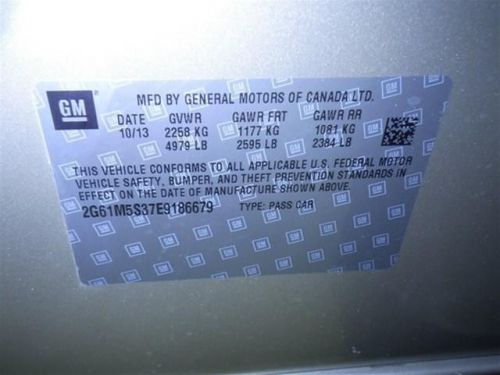 GM
MFD BY GENERAL MOTORS OF CANADA LTD.
DATE GVWR GAWR FRT GAWR RR
10/13 2258 KG 1177 KG 1081 KG
4979 LB 2595 LB 2384 LB
THIS VEHICLE CONFORMS TO ALL APPLICABLE U.S. FEDERAL MOTOR
VEHICLE SAFETY, BUMPER, AND THEFT PREVENTION STANDARDS IN
EFFECT ON THE DATE OF MANUFACTURE SHOWN ABOVE.
2G61M5S37E9186679 TYPE: PASS CAR